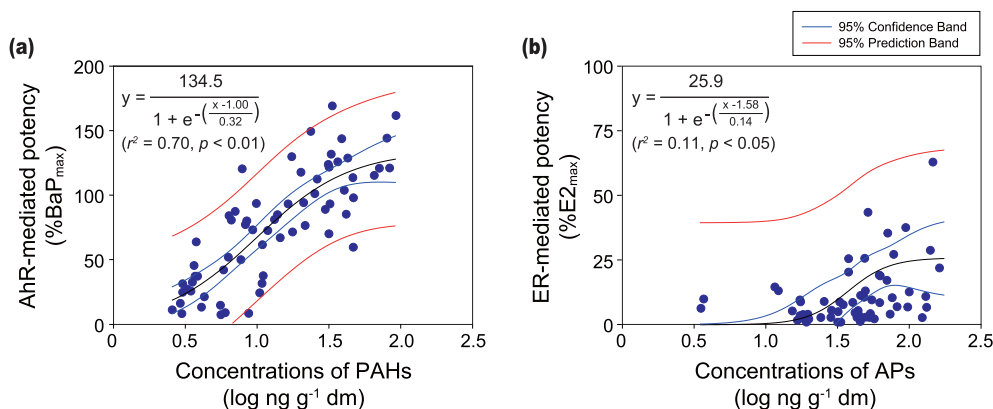 95% Confidence Band
95% Prediction Band
(a)
AhR-mediated potency
(%BaPmax)
200
150
100
50
0
y = 134.5 / 1 + e-(x -1.00 / 0.32)
(r2 = 0.70, p < 0.01)
0.0 0.5 1.0 1.5 2.0 2.5
Concentrations of PAHs
(log ng g-1 dm)
(b)
ER-mediated potency
(%E2max)
100
75
50
25
0
y = 25.9 / 1 + e-(x -1.58 / 0.14)
(r2 = 0.11, p < 0.05)
0.0 0.5 1.0 1.5 2.0 2.5
Concentrations of APs
(log ng g-1 dm)